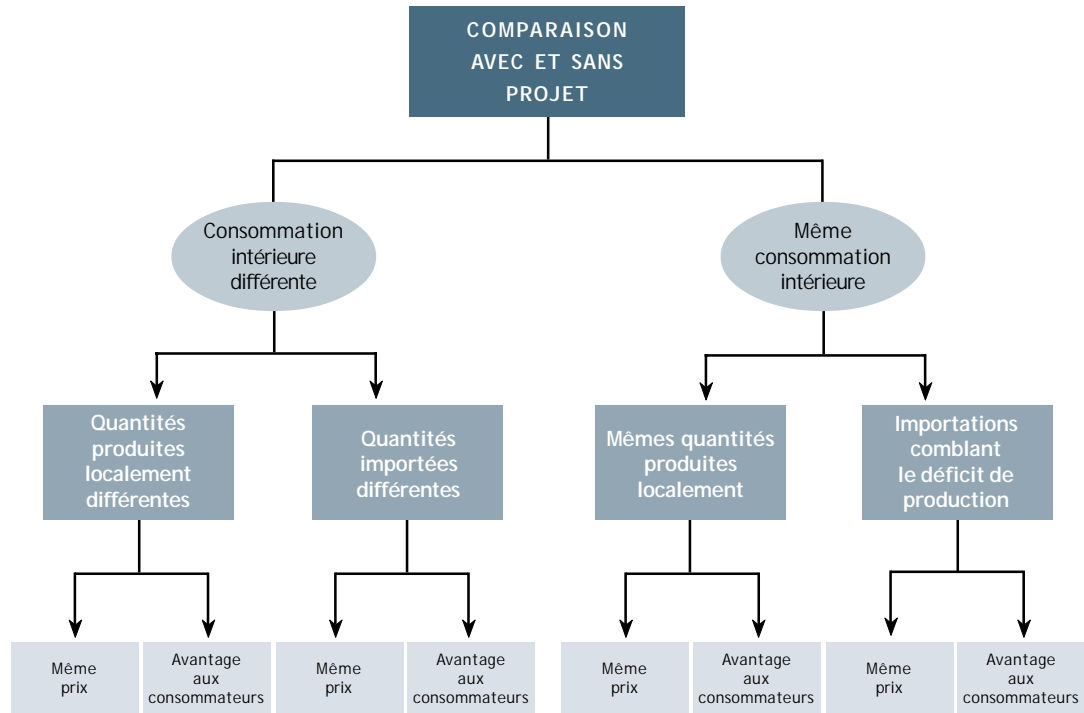 COMPARAISON
AVEC ET SANS
PROJET
Consommation
intérieure
différente
Même
consommation
intérieure
Quantités
produites
localement
différentes
Quantités
importées
différentes
Mêmes quantités
produites
localement
Importations
comblant
le déficit de
production
Même
prix
Avantage
aux
consommateurs
Même
prix
Avantage
aux
consommateurs
Même
prix
Avantage
aux
consommateurs
Même
prix
Avantage
aux
consommateurs